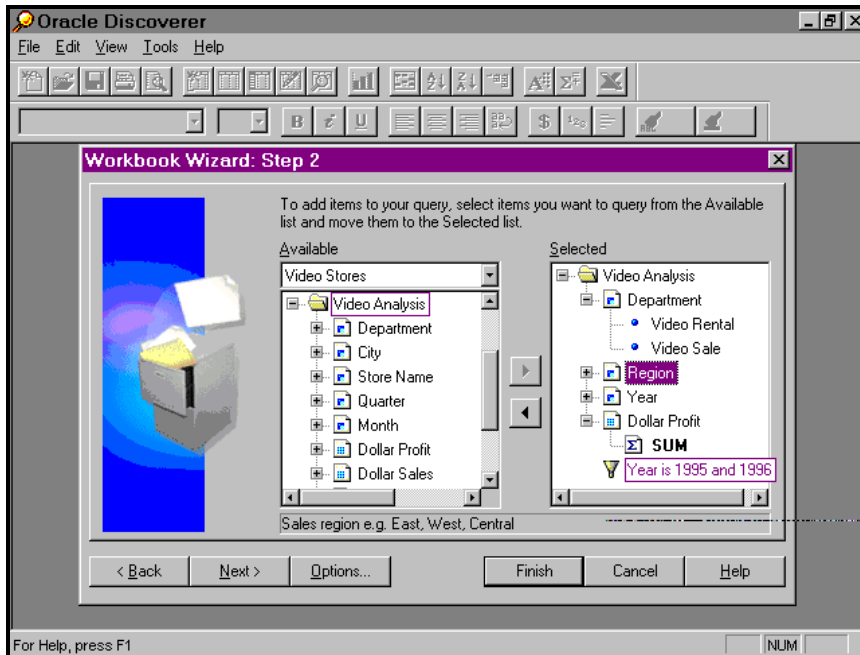 Oracle Discoverer
File Edit View Tools Help
B i U $ 1₂₀ ABC
Workbook Wizard: Step 2
To add items to your query, select items you want to query from the Available
list and move them to the Selected list.
Available
Video Stores
Video Analysis
Department
City
Store Name
Quarter
Month
Dollar Profit
Dollar Sales
Selected
Video Analysis
Department
Video Rental
Video Sale
Region
Year
Dollar Profit
Σ SUM
Year is 1995 and 1996
Sales region e.g. East, West, Central
< Back Next > Options... Finish Cancel Help
For Help, press F1 NUM